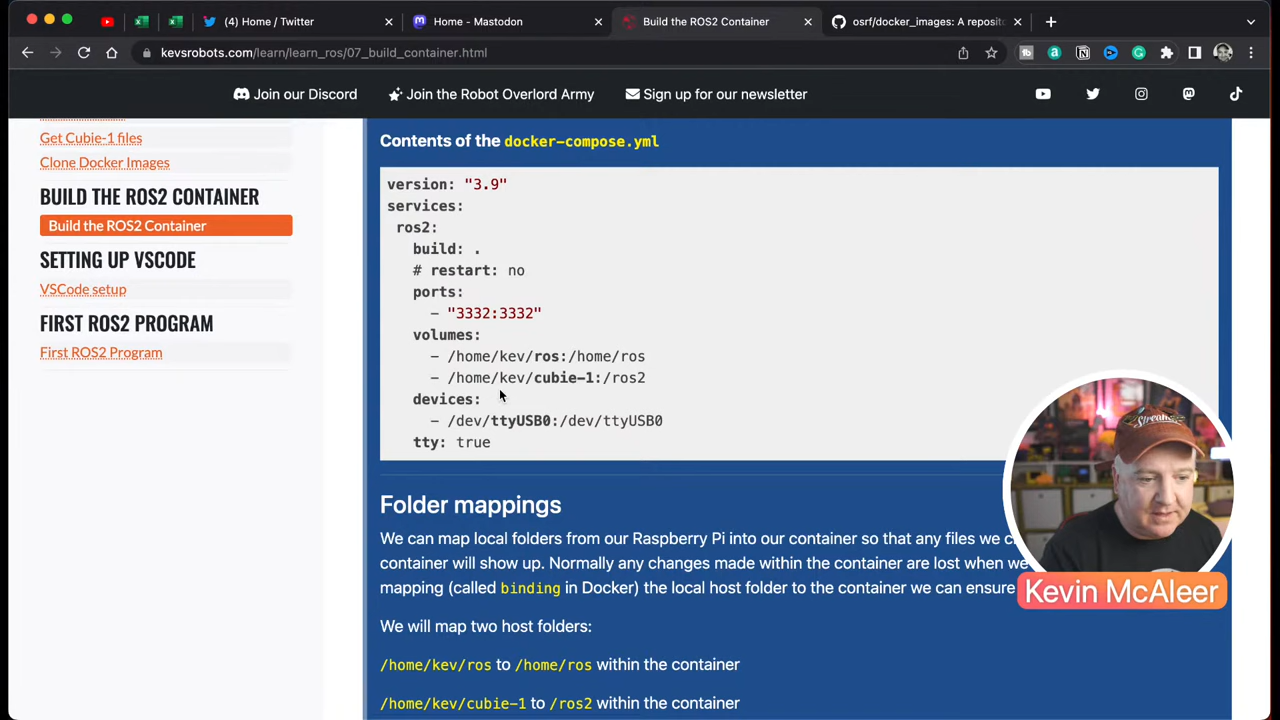 (4) Home / Twitter
Home - Mastodon
Build the ROS2 Container
osrf/docker_images: A reposito
kevsrobots.com/learn/learn_ros/07_build_container.html
Join our Discord
Join the Robot Overlord Army
Sign up for our newsletter
Get Cubie-1 files
Clone Docker Images
BUILD THE ROS2 CONTAINER
Build the ROS2 Container
SETTING UP VSCODE
VSCode setup
FIRST ROS2 PROGRAM
First ROS2 Program
Contents of the docker-compose.yml
version: "3.9"
services:
ros2:
build: .
# restart: no
ports:
- "3332:3332"
volumes:
- /home/kev/ros:/home/ros
- /home/kev/cubie-1:/ros2
devices:
- /dev/ttyUSB0:/dev/ttyUSB0
tty: true
Folder mappings
We can map local folders from our Raspberry Pi into our container so that any files we c
container will show up. Normally any changes made within the container are lost when we
mapping (called binding in Docker) the local host folder to the container we can ensure
We will map two host folders:
/home/kev/ros to /home/ros within the container
/home/kev/cubie-1 to /ros2 within the container
Kevin McAleer